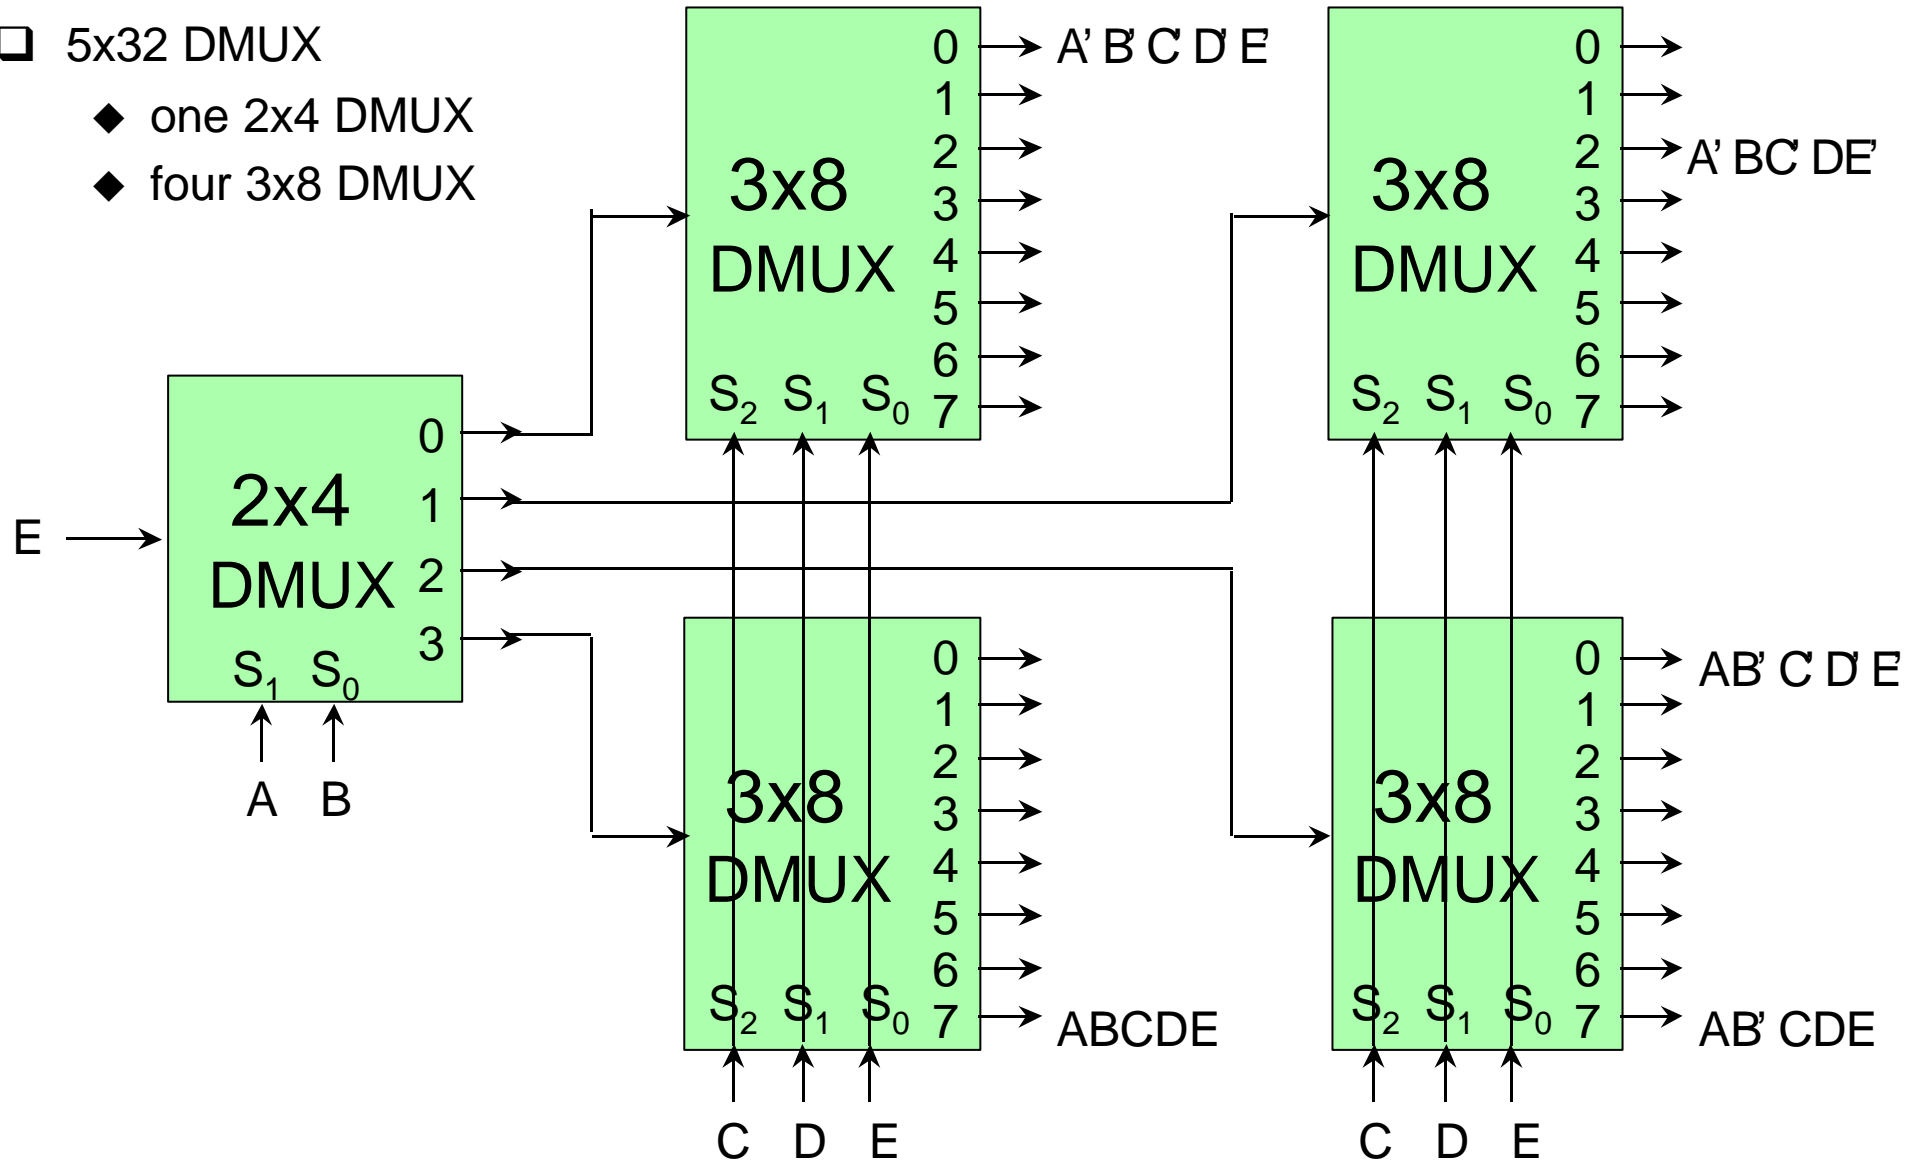 ❑ 5x32 DMUX
◆ one 2x4 DMUX
◆ four 3x8 DMUX
E
2x4
DMUX
0
1
2
3
S1 S0
A B
3x8
DMUX
0
1
2
3
4
5
6
7
S2 S1 S0
A’ B’ C’ D’ E’
3x8
DMUX
0
1
2
3
4
5
6
7
S2 S1 S0
A’ BC’ DE’
3x8
DMUX
0
1
2
3
4
5
6
7
S2 S1 S0
ABCDE
C D E
3x8
DMUX
0
1
2
3
4
5
6
7
S2 S1 S0
AB’ C’ D’ E’
AB’ CDE
C D E